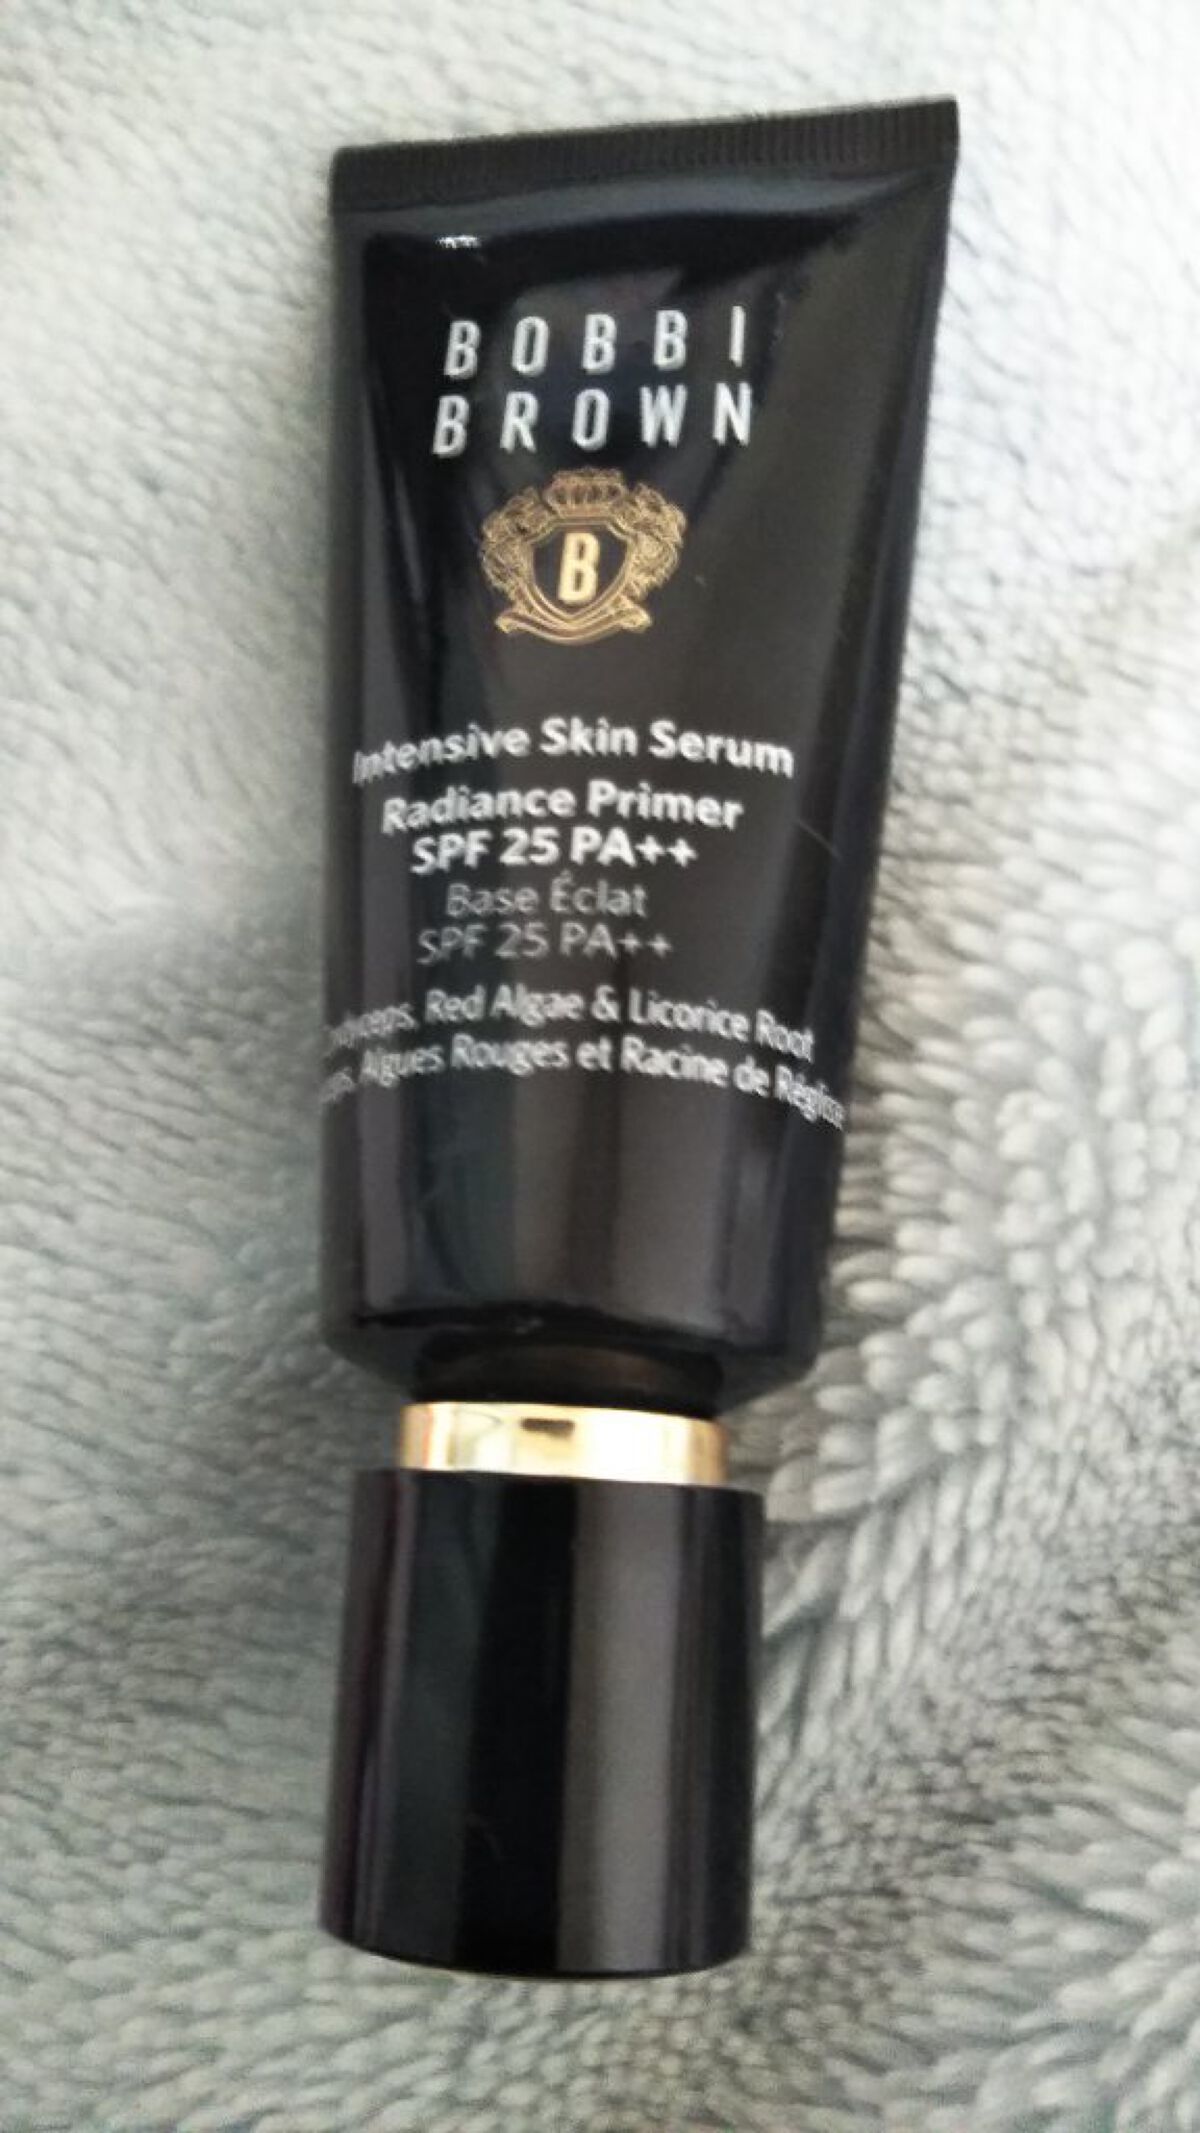 BOBBI
BROWN
B
Intensive Skin Serum
Radiance Primer
SPF 25 PA++
Base Éclat
SPF 25 PA++
Red Algae & Licorice Root
Algues Rouges et Racine de